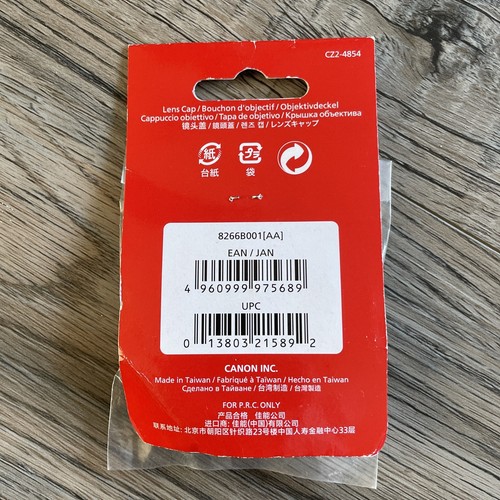 CZ2-4854
Lens Cap / Bouchon d'objectif / Objektivdeckel
Cappuccio obiettivo / Tapa de objetivo / Крышка объектива
镜头盖 / 鏡頭蓋 / 렌즈 캡 / レンズキャップ
紙 プラ
台紙 袋
8266B001[AA]
EAN / JAN
4 960999 975689
UPC
0 13803 21589 2
CANON INC.
Made in Taiwan / Fabriqué à Taïwan / Hecho en Taiwan
Сделано в Тайване / 台湾制造 / 台灣製造
FOR P.R.C. ONLY
产品合格 佳能公司
进口商: 佳能(中国)有限公司
联系地址: 北京市朝阳区针织路23号楼中国人寿金融中心33层